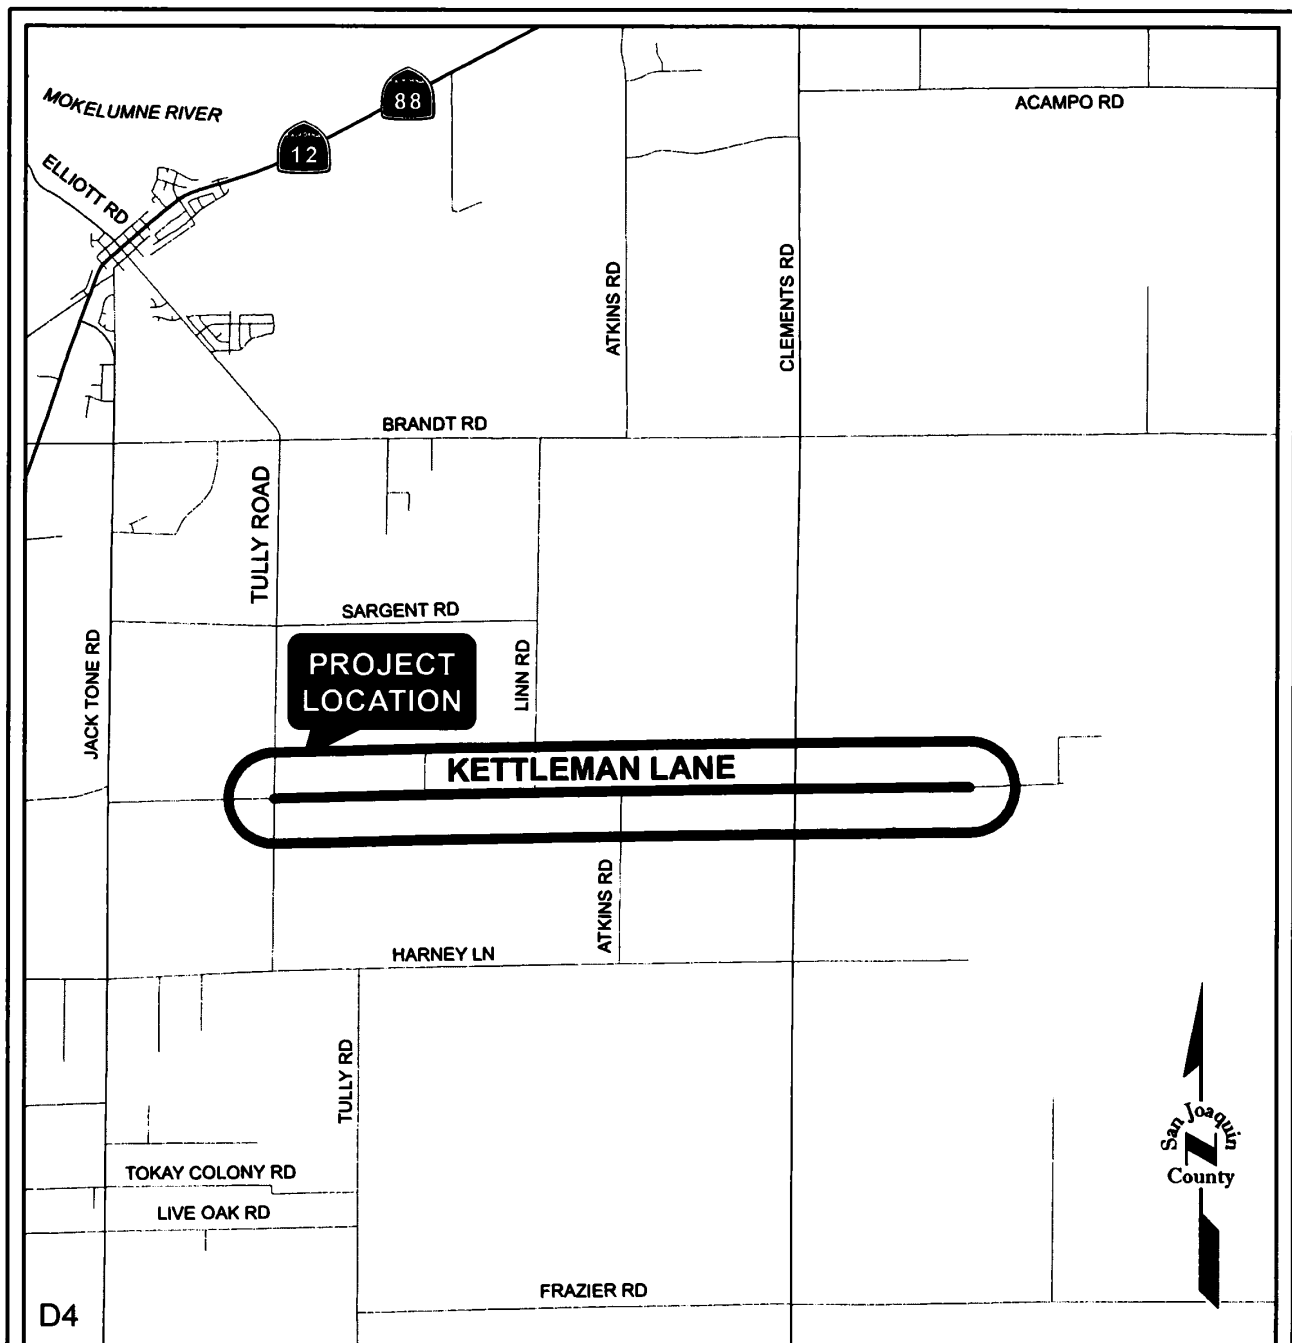 MOKELUMNE RIVER
88
ACAMPO RD
12
ELLIOTT RD
ATKINS RD
CLEMENTS RD
BRANDT RD
TULLY ROAD
SARGENT RD
PROJECT
LOCATION
LINN RD
JACK TONE RD
KETTLEMAN LANE
ATKINS RD
HARNEY LN
TULLY RD
San Joaquin
N
County
TOKAY COLONY RD
LIVE OAK RD
FRAZIER RD
D4